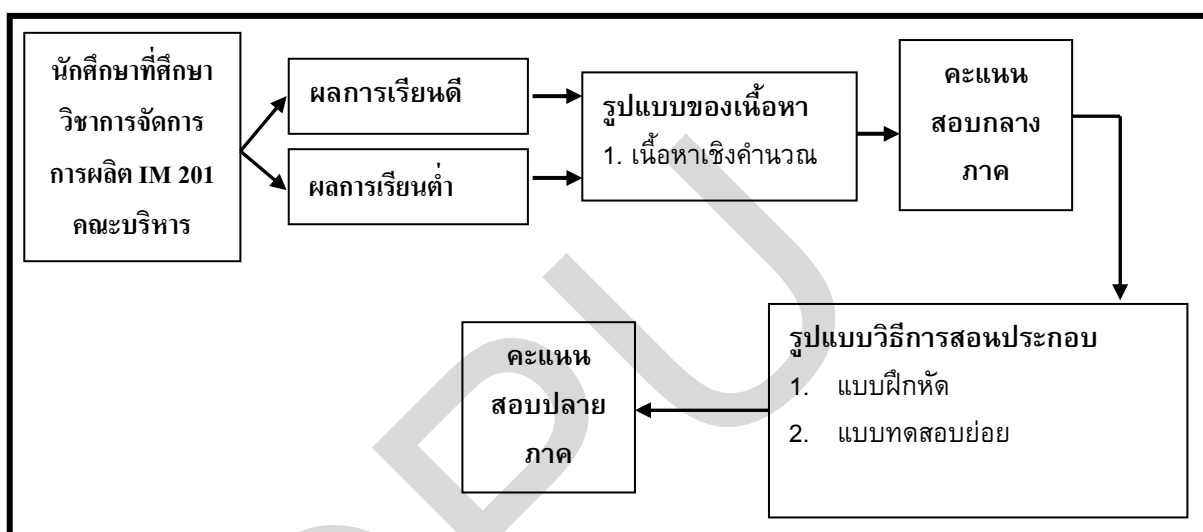 นักศึกษาที่ศึกษา
วิชาการจัดการ
การผลิต IM 201
คณะบริหาร
ผลการเรียนดี
ผลการเรียนต่ำ
รูปแบบของเนื้อหา
1. เนื้อหาเชิงคำนวณ
คะแนน
สอบกลาง
ภาค
รูปแบบวิธีการสอนประกอบ
1. แบบฝึกหัด
2. แบบทดสอบย่อย
คะแนน
สอบปลาย
ภาค
DPU